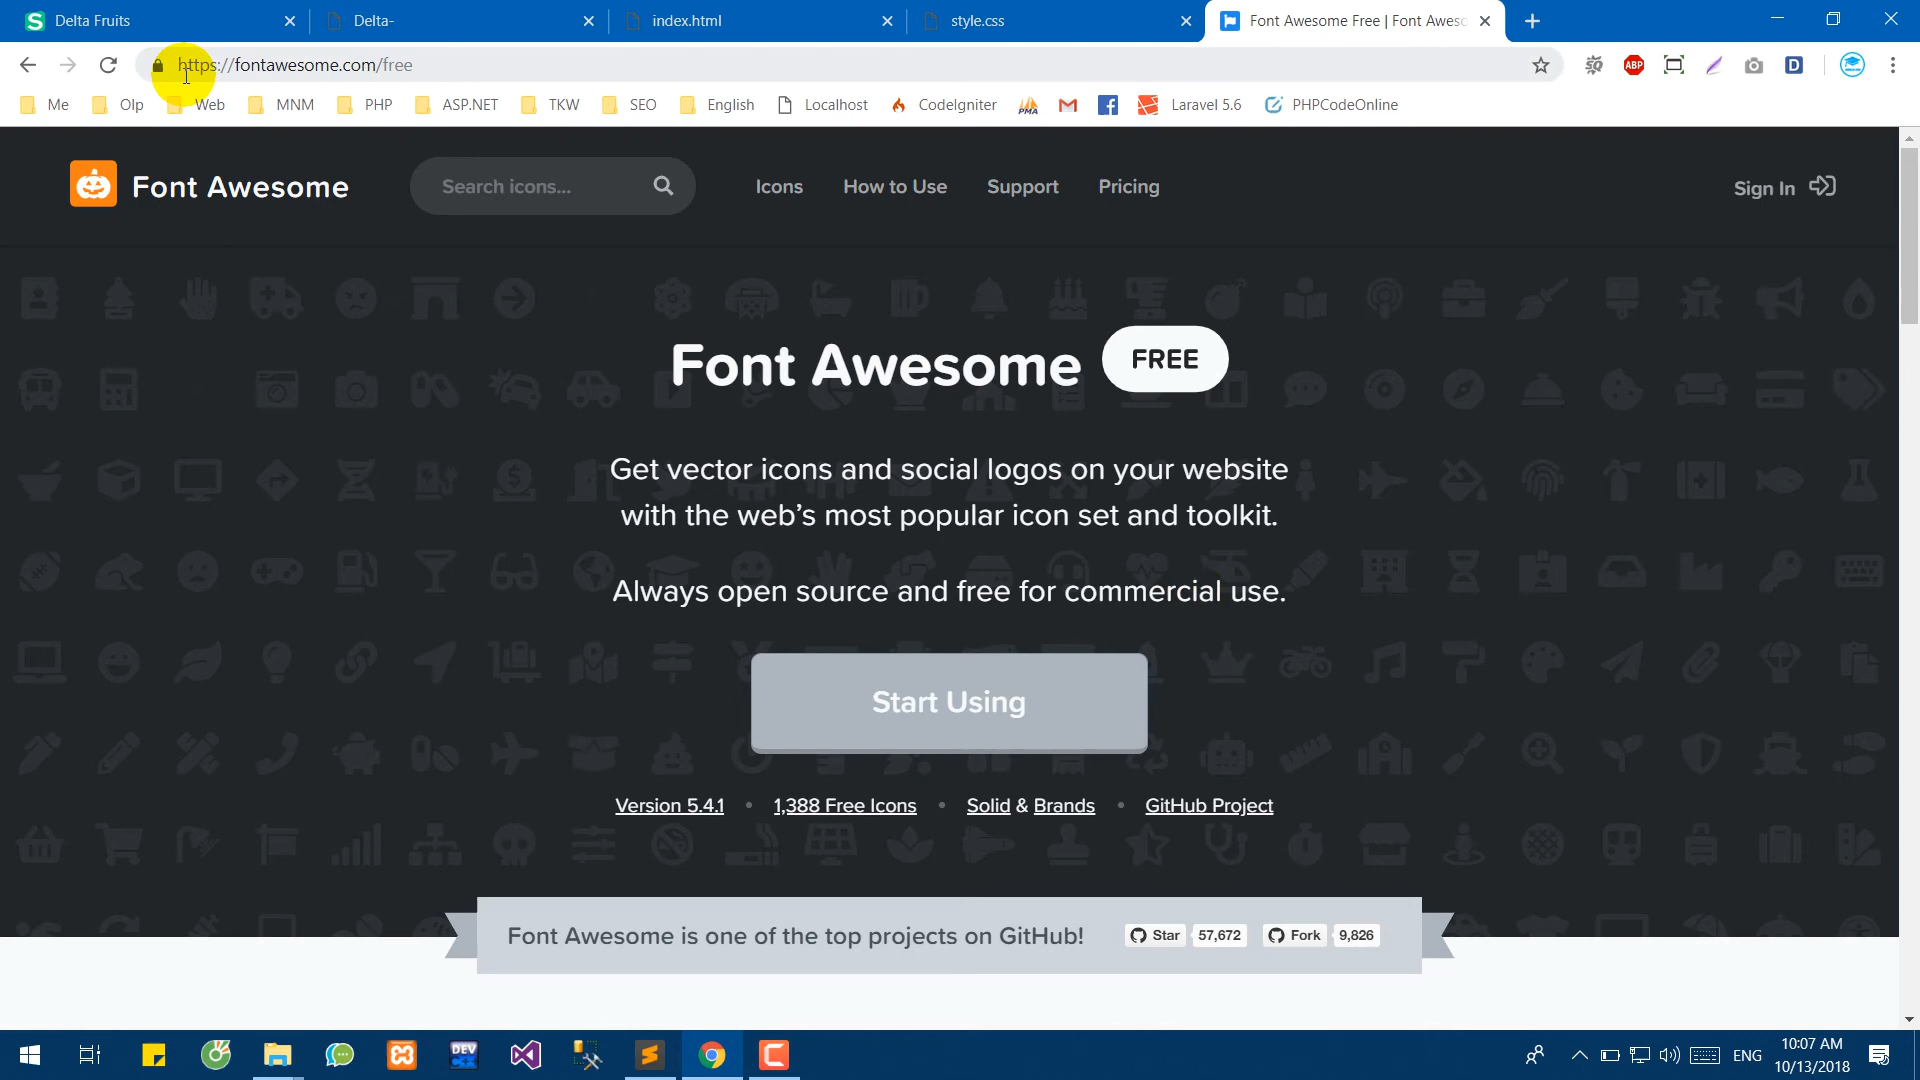 Delta Fruits
Delta-
index.html
style.css
Font Awesome Free | Font Aweso
https://fontawesome.com/free
ABP
D
Me
Olp
Web
MNM
PHP
ASP.NET
TKW
SEO
English
Localhost
CodeIgniter
PMA
Laravel 5.6
PHPCodeOnline
Font Awesome
Search icons...
Icons
How to Use
Support
Pricing
Sign In
Font Awesome FREE
Get vector icons and social logos on your website
with the web's most popular icon set and toolkit.
Always open source and free for commercial use.
Start Using
Version 5.4.1 • 1,388 Free Icons • Solid & Brands • GitHub Project
Font Awesome is one of the top projects on GitHub!
Star 57,672
Fork 9,826
DEV
ENG
10:07 AM
10/13/2018